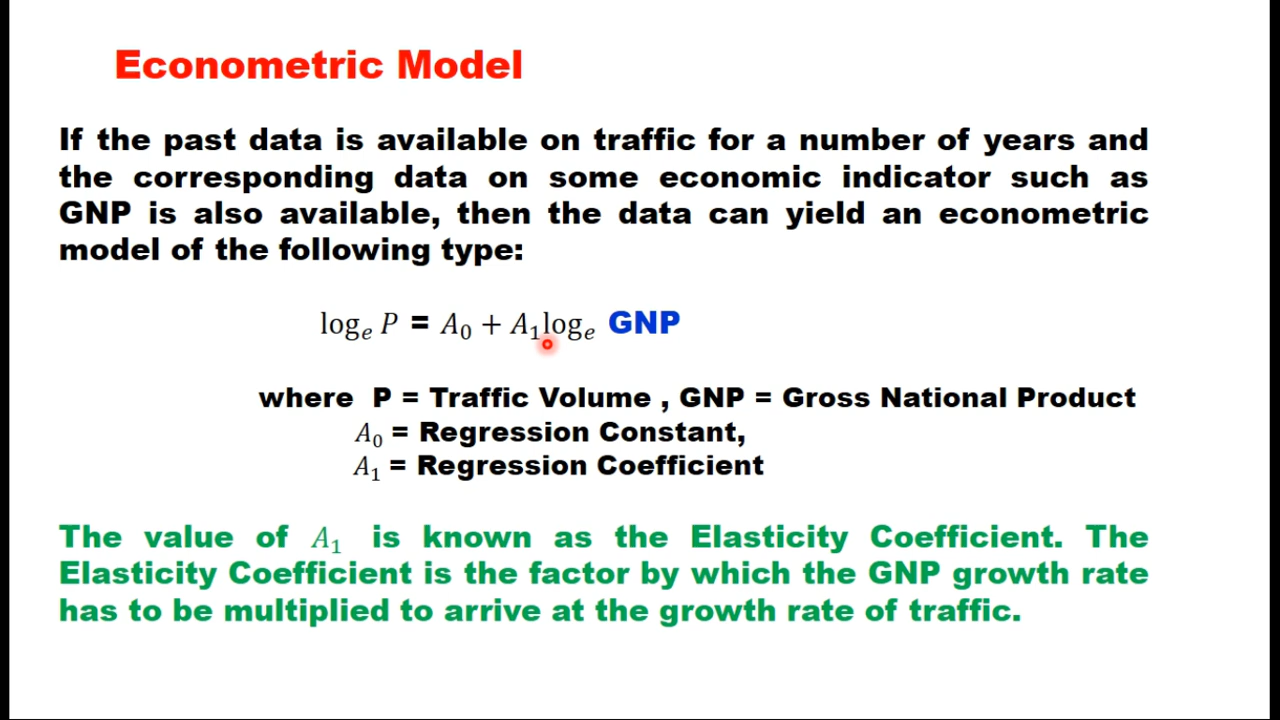 Econometric Model
If the past data is available on traffic for a number of years and
the corresponding data on some economic indicator such as
GNP is also available, then the data can yield an econometric
model of the following type:
logₑ P = A₀ + A₁logₑ GNP
where P = Traffic Volume , GNP = Gross National Product
A₀ = Regression Constant,
A₁ = Regression Coefficient
The value of A₁ is known as the Elasticity Coefficient. The
Elasticity Coefficient is the factor by which the GNP growth rate
has to be multiplied to arrive at the growth rate of traffic.